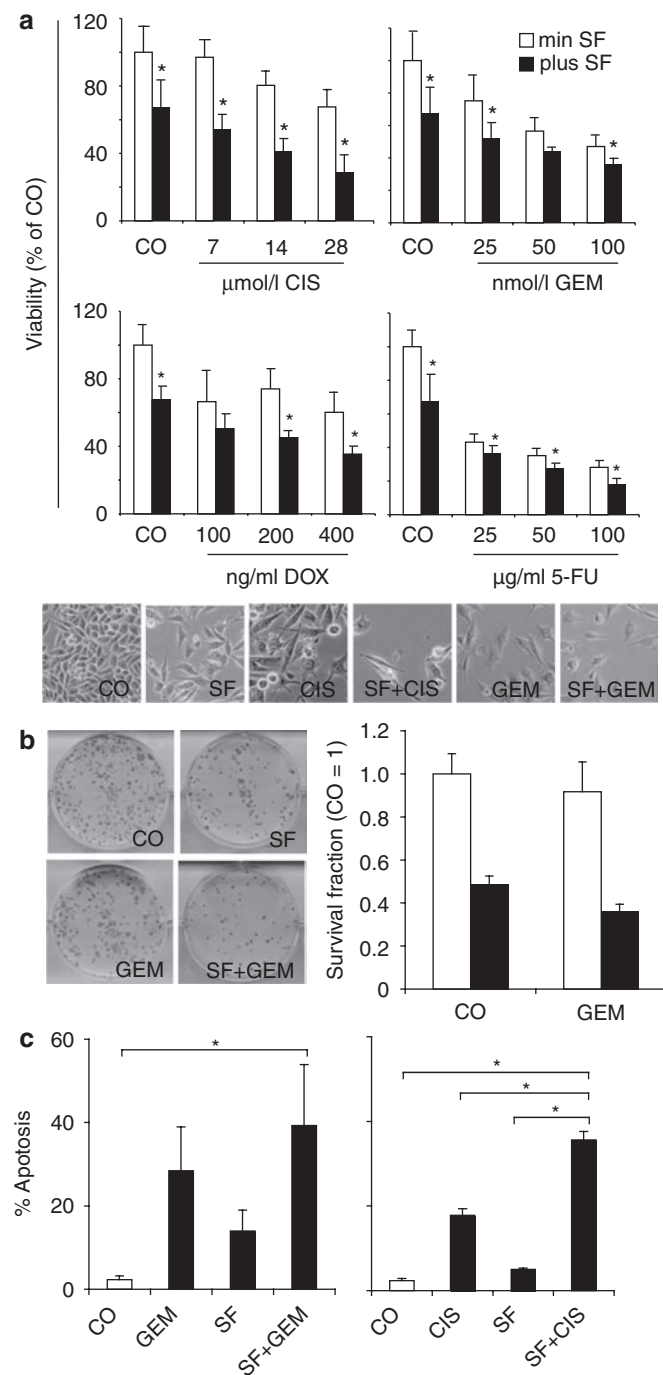 a
Viability (% of CO)
120
80
40
0
min SF
plus SF
* * * *
* * *
CO 7 14 28
μmol/l CIS
CO 25 50 100
nmol/l GEM
120
80
40
0
* * *
* * * *
CO 100 200 400
ng/ml DOX
CO 25 50 100
μg/ml 5-FU
CO SF CIS SF+CIS GEM SF+GEM
b
CO SF
GEM SF+GEM
Survival fraction (CO = 1)
1.2
1.0
0.8
0.6
0.4
0.2
0
CO GEM
c
% Apotosis
60
40
20
0
*
*
*
*
CO GEM SF SF+GEM
CO CIS SF SF+CIS